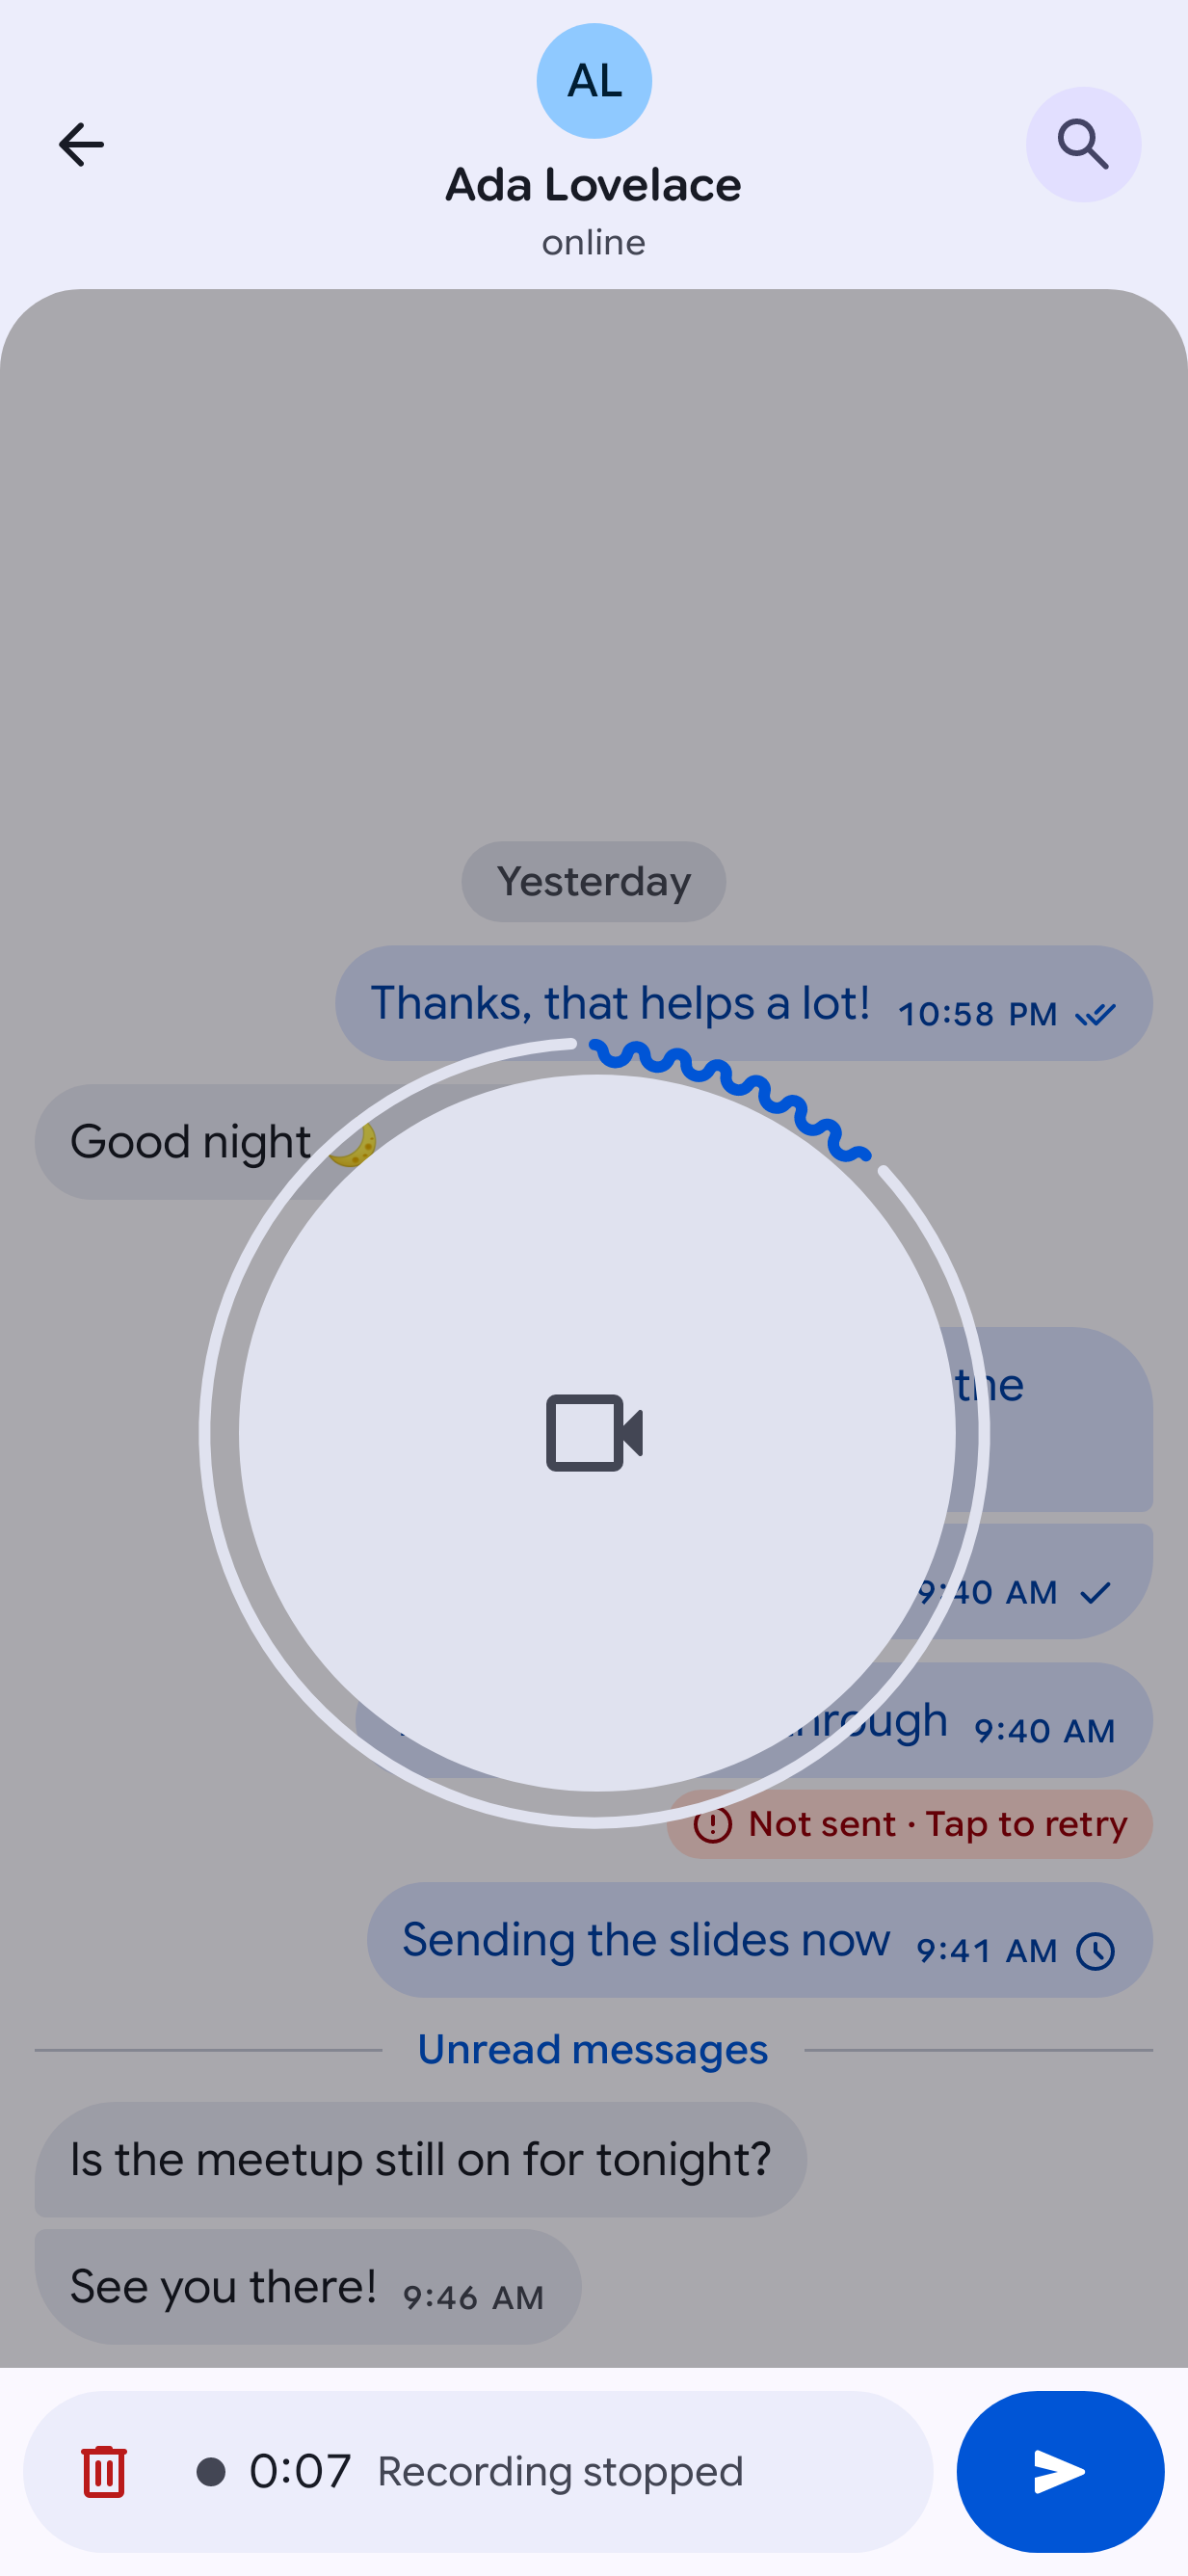 AL
Ada Lovelace
online
Yesterday
Thanks, that helps a lot! 10:58 PM
Good night 🌙
the
9:40 AM
9:40 AM
Not sent · Tap to retry
Sending the slides now 9:41 AM
Unread messages
Is the meetup still on for tonight?
See you there! 9:46 AM
0:07 Recording stopped